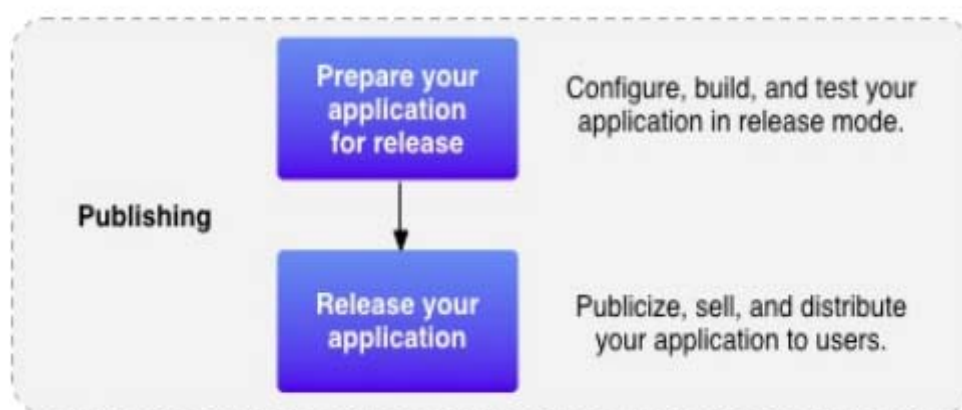 Prepare your
application
for release
Configure, build, and test your
application in release mode.
Publishing
Release your
application
Publicize, sell, and distribute
your application to users.